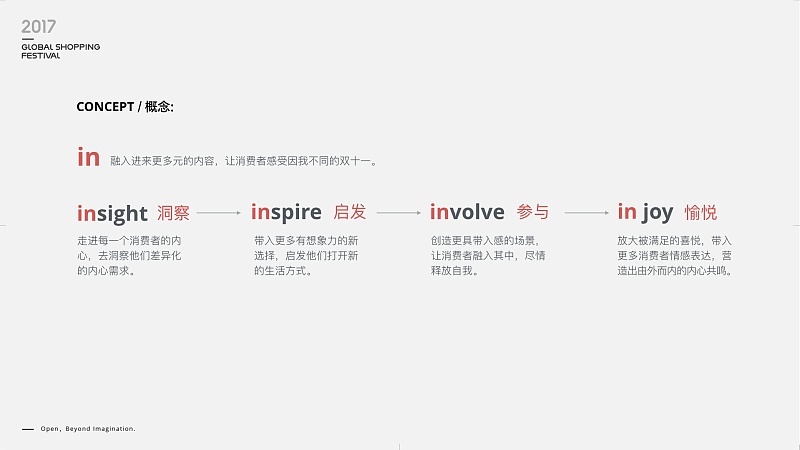 2017
GLOBAL SHOPPING
FESTIVAL
CONCEPT / 概念:
in 融入进来更多元的内容，让消费者感受因我不同的双十一。
insight 洞察
走进每一个消费者的内
心，去洞察他们差异化
的内心需求。
inspire 启发
带入更多有想象力的新
选择，启发他们打开新
的生活方式。
involve 参与
创造更具带入感的场景，
让消费者融入其中，尽情
释放自我。
in joy 愉悦
放大被满足的喜悦，带入
更多消费者情感表达，营
造出由外而内的内心共鸣。
Open，Beyond Imagination.